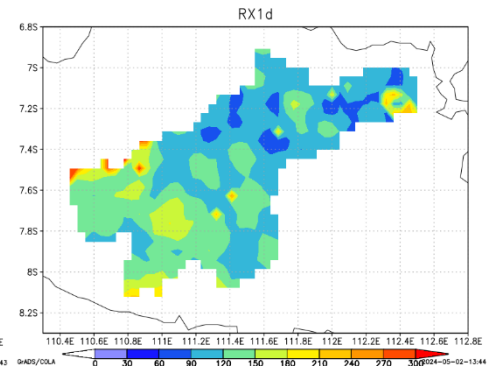 RX1d
6.8S
7S
7.2S
7.4S
7.6S
7.8S
8S
8.2S
110.4E 110.6E 110.8E 111E 111.2E 111.4E 111.6E 111.8E 112E 112.2E 112.4E 112.6E 112.8E
E
43 GrADS/COLA 0 30 60 90 120 150 180 210 240 270 300 2024-05-02-13:44